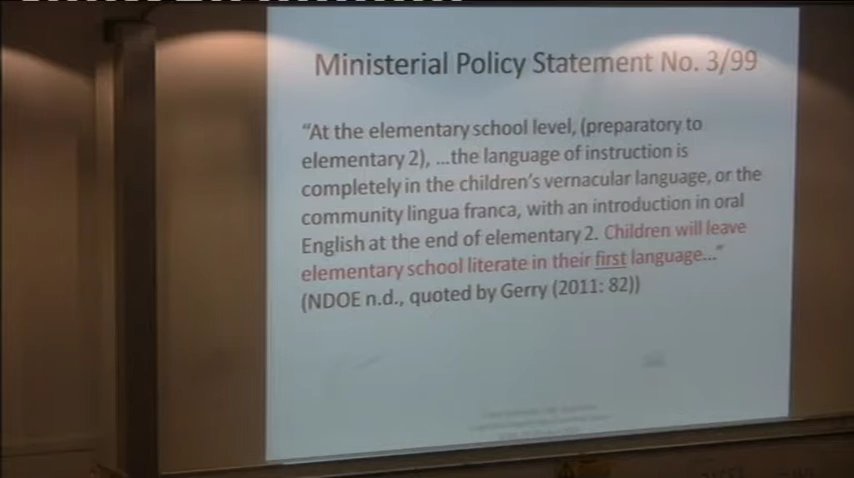 Ministerial Policy Statement No. 3/99
“At the elementary school level, (preparatory to
elementary 2), ...the language of instruction is
completely in the children’s vernacular language, or the
community lingua franca, with an introduction in oral
English at the end of elementary 2. Children will leave
elementary school literate in their first language...”
(NDOE n.d., quoted by Gerry (2011: 82))